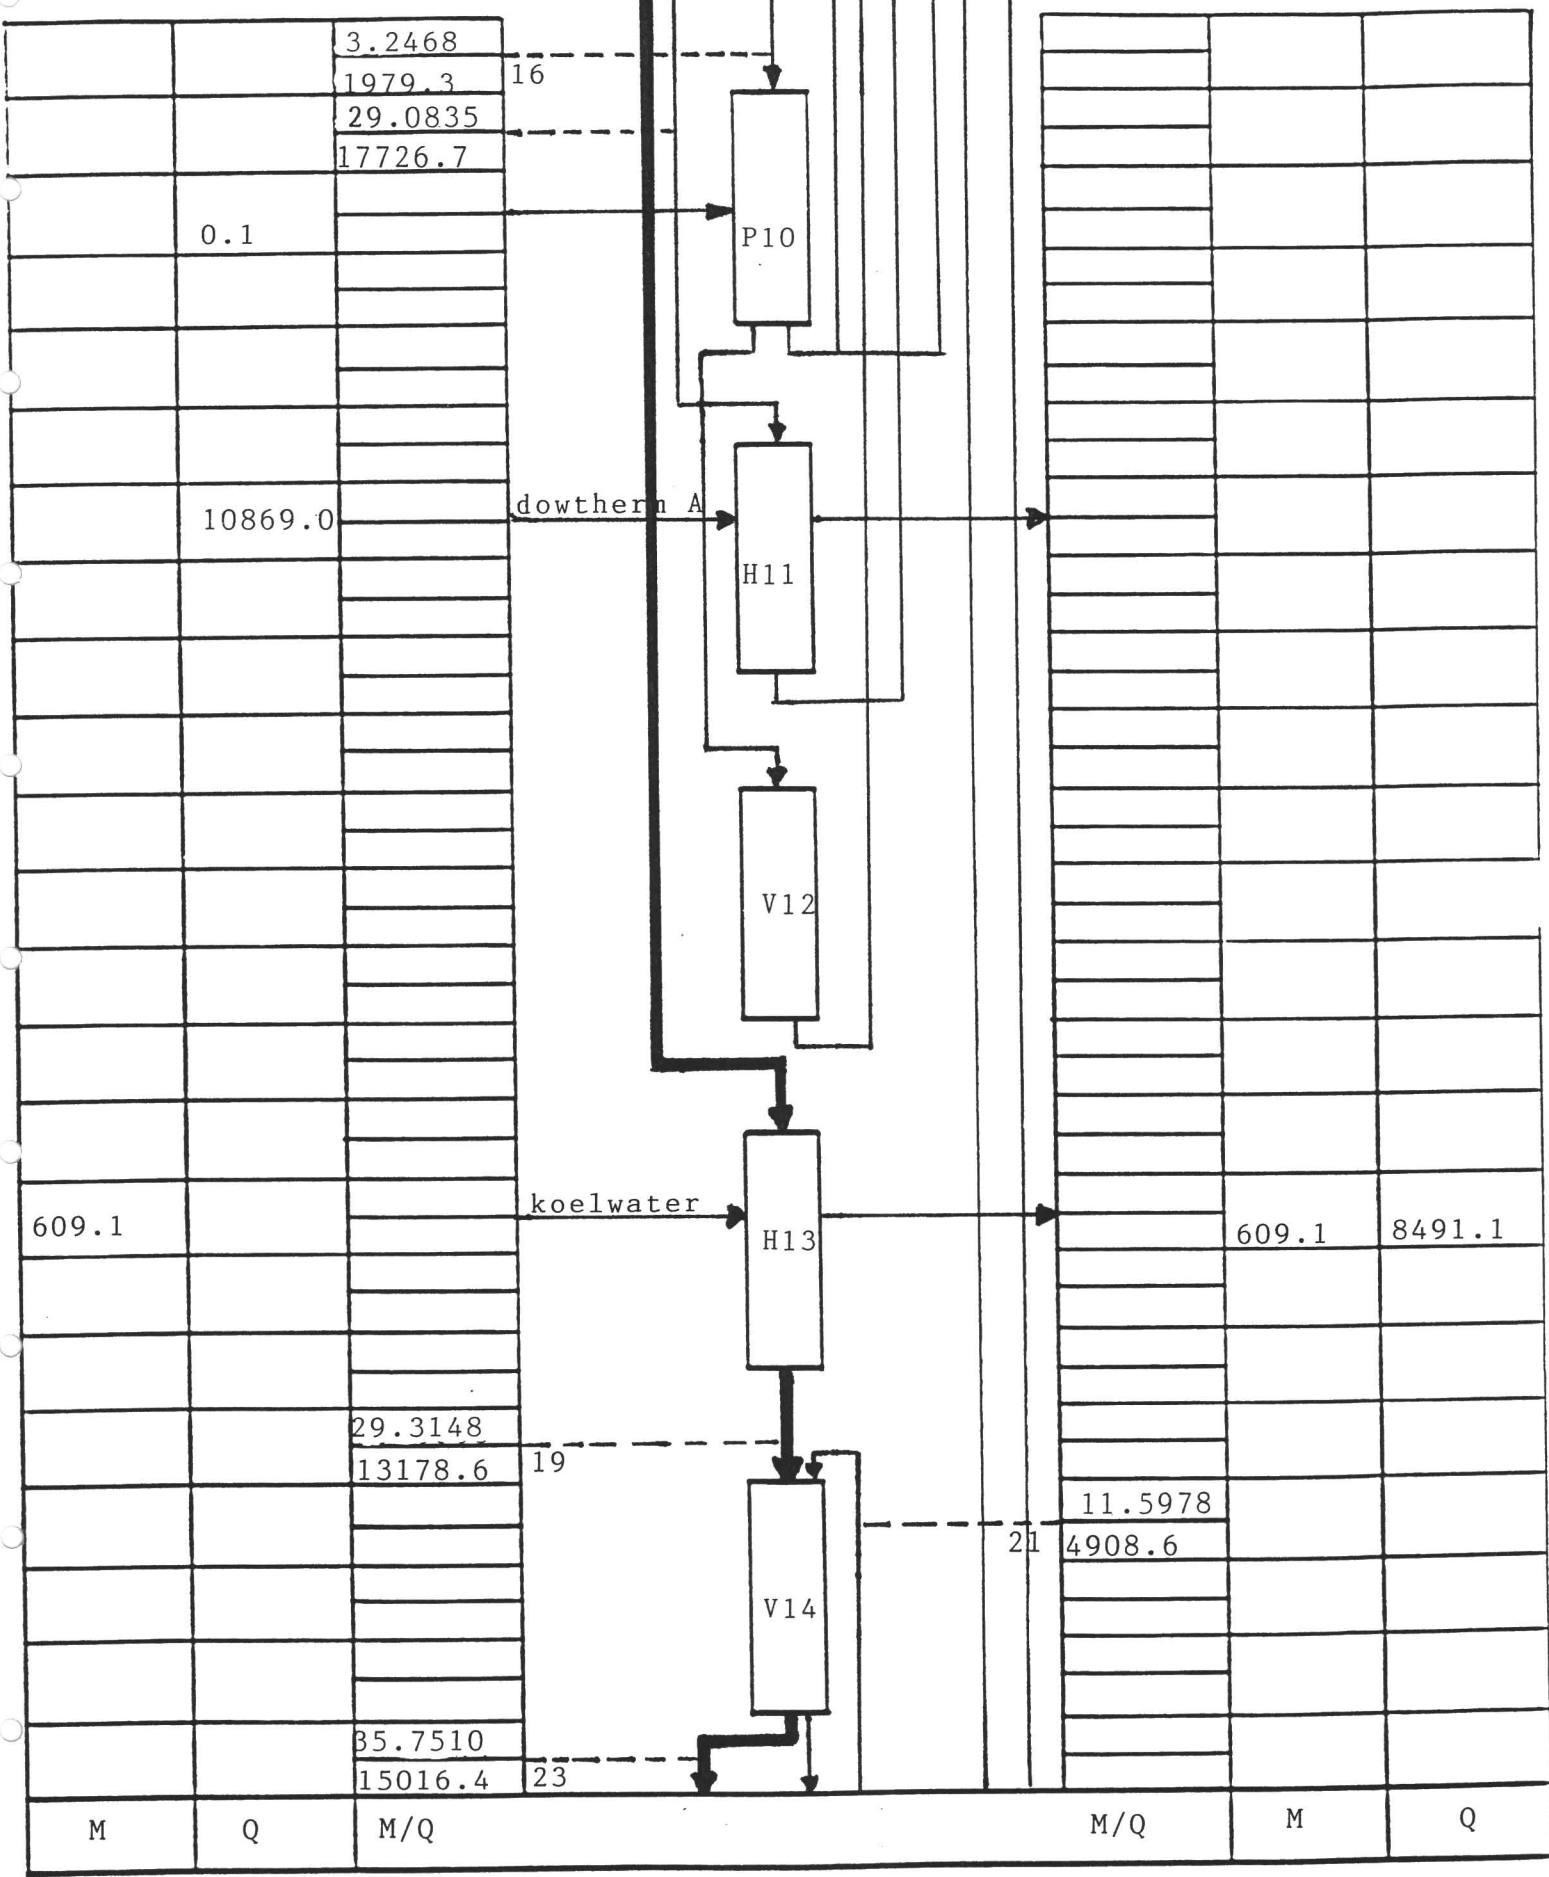 3.2468
1979.3
16
29.0835
17726.7
0.1
P10
dowtherm A
10869.0
H11
V12
koelwater
609.1
H13
609.1
8491.1
29.3148
13178.6
19
11.5978
21
4908.6
V14
35.7510
15016.4
23
M
Q
M/Q
M/Q
M
Q